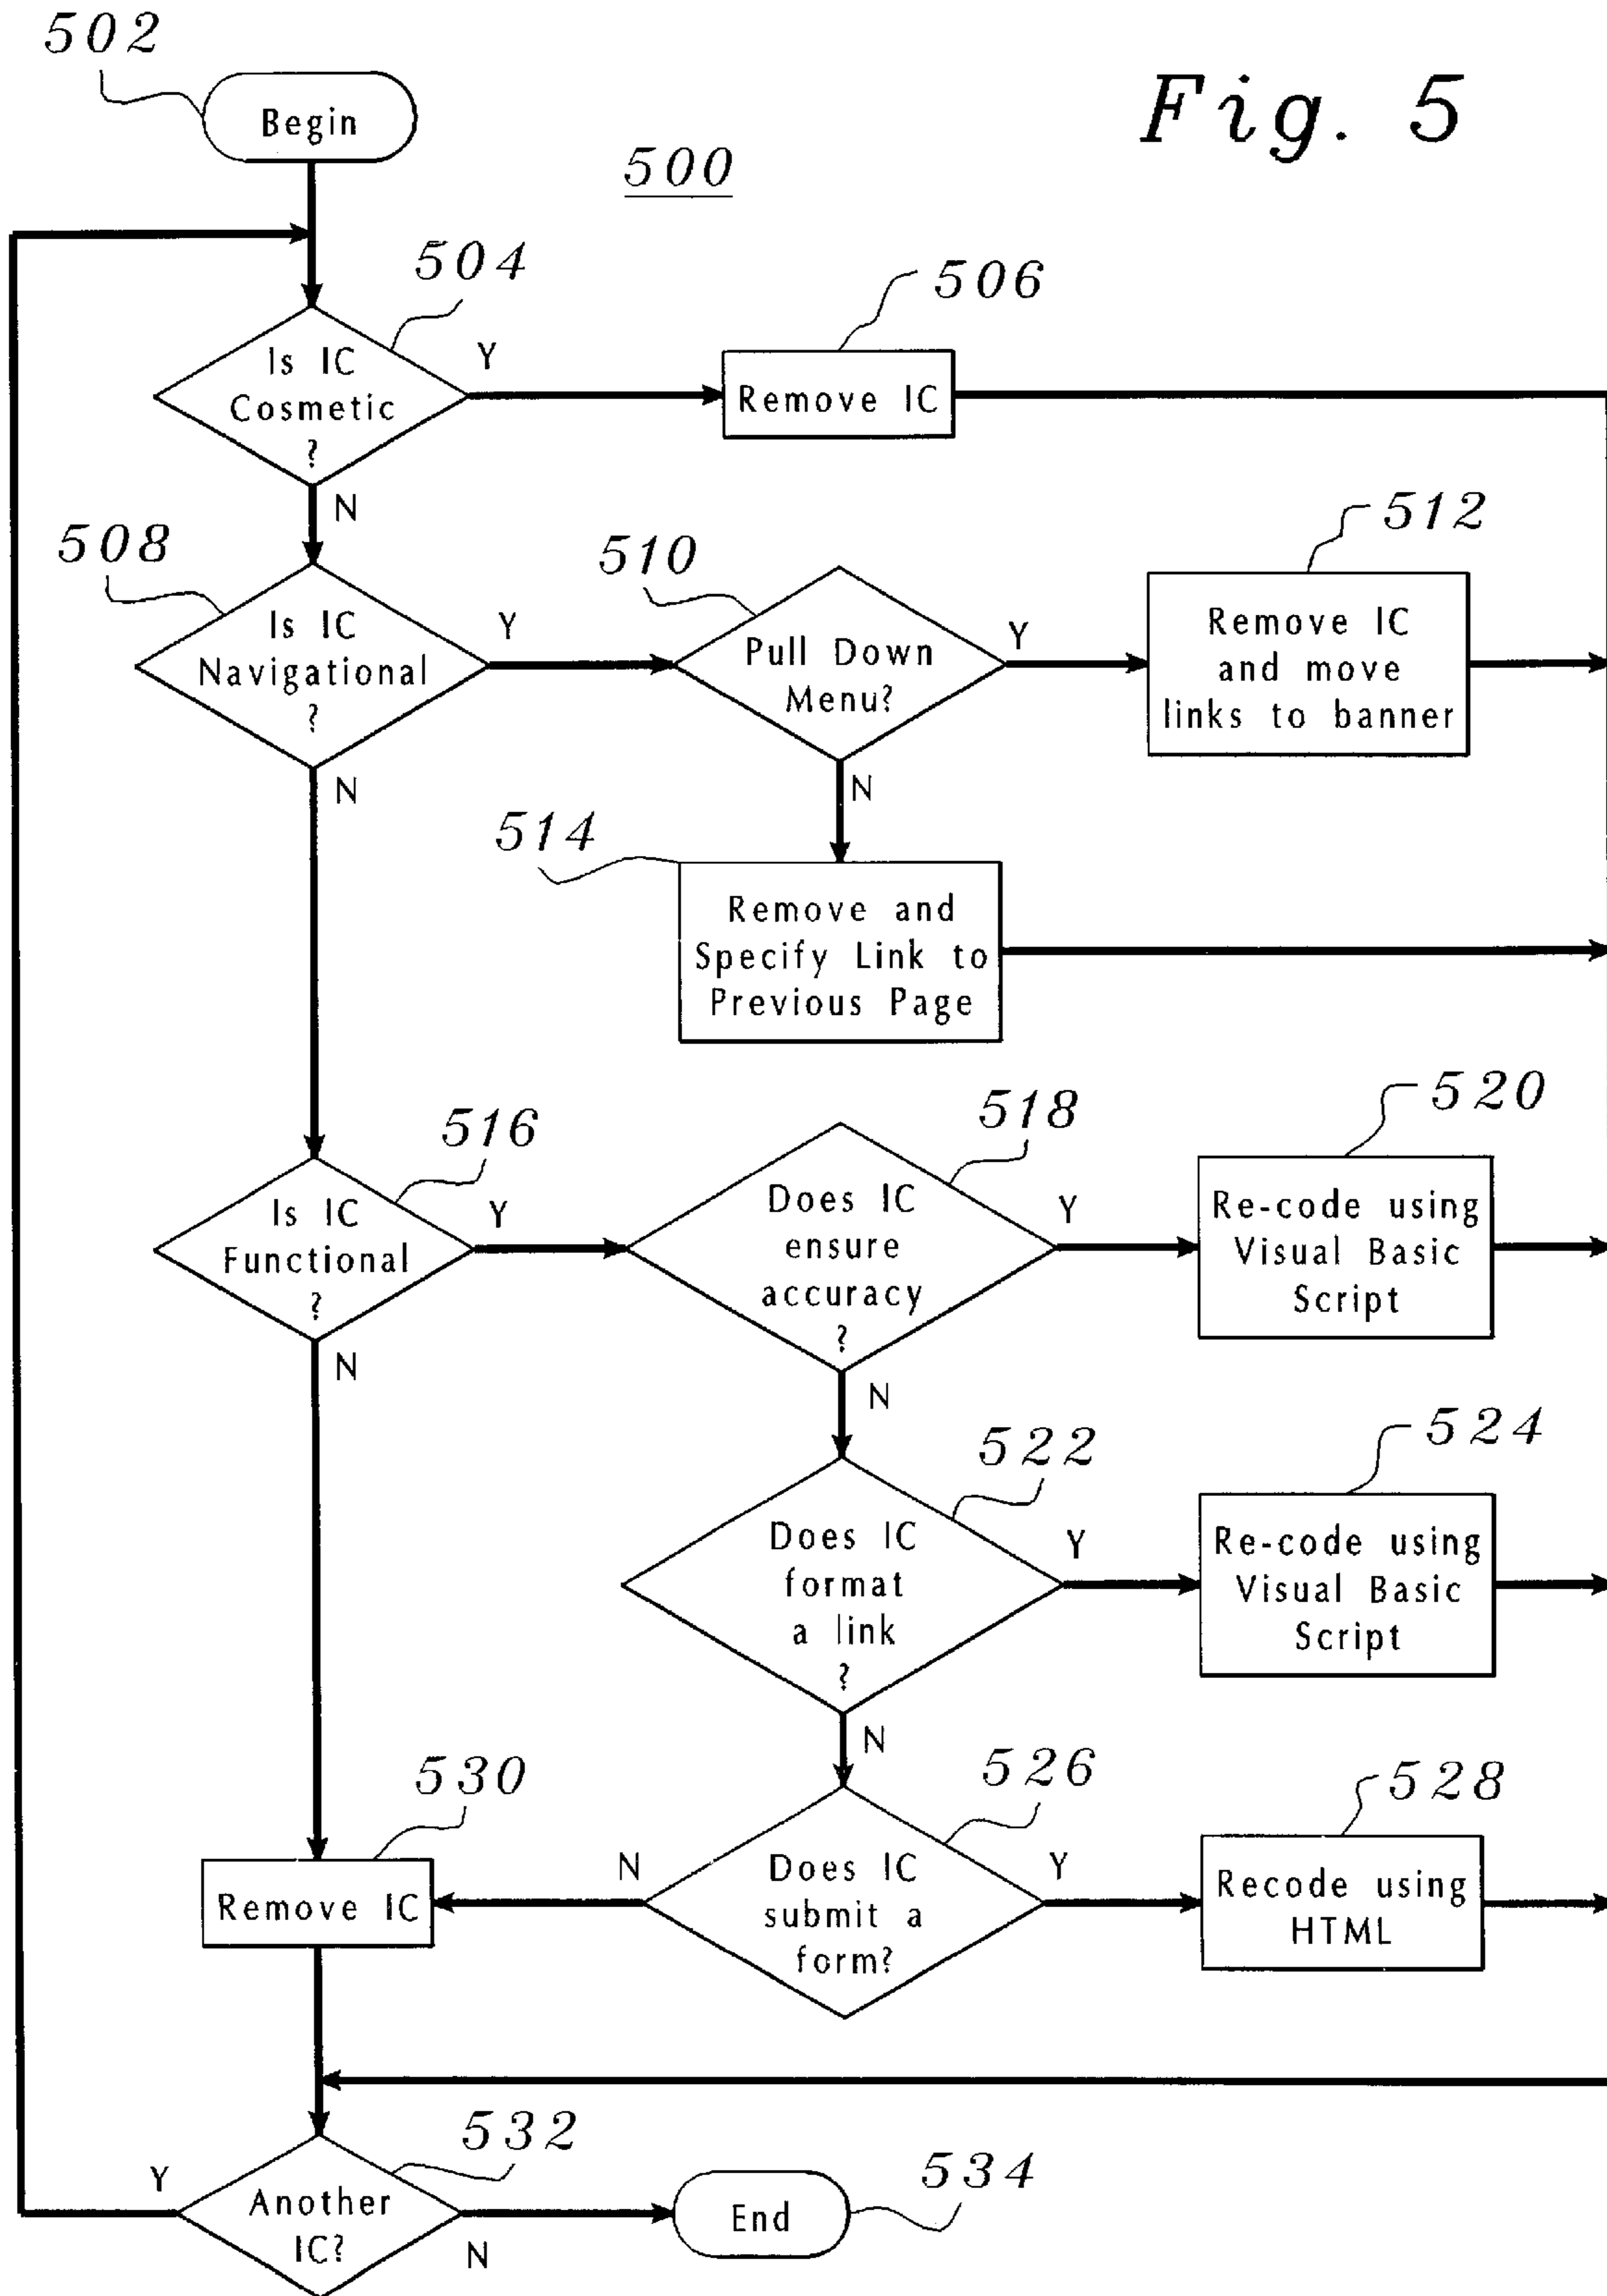 502
Begin
Fig. 5
500
504
506
Is IC
Cosmetic
?
Y
Remove IC
N
508
510
512
Is IC
Navigational
?
Y
Pull Down
Menu?
Y
Remove IC
and move
links to banner
N
N
514
Remove and
Specify Link to
Previous Page
516
518
520
Is IC
Functional
?
Y
Does IC
ensure
accuracy
?
Y
Re-code using
Visual Basic
Script
N
N
522
524
Does IC
format
a link
?
Y
Re-code using
Visual Basic
Script
N
530
526
528
Remove IC
N
Does IC
submit a
form?
Y
Recode using
HTML
532
534
Y
Another
IC?
N
End